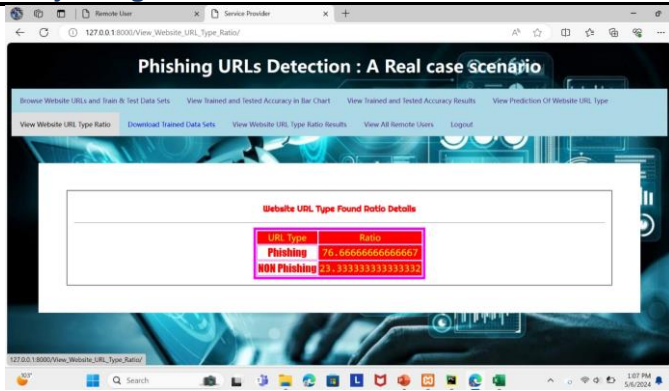 Remote User
Service Provider
127.0.0.1:8000/View_Website_URL_Type_Ratio/
Phishing URLs Detection : A Real case scenario
Browse Website URLs and Train & Test Data Sets View Trained and Tested Accuracy in Bar Chart View Trained and Tested Accuracy Results View Prediction Of Website URL Type
View Website URL Type Ratio Download Trained Data Sets View Website URL Type Ratio Results View All Remote Users Logout
Website URL Type Found Ratio Details
URL Type Ratio
Phishing 76.66666666666667
NON Phishing 23.333333333333332
127.0.0.1:8000/View_Website_URL_Type_Ratio/
103°
Search
1:07 PM
5/6/2024